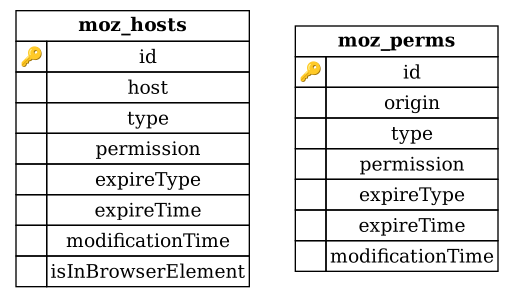 moz_hosts
id
host
type
permission
expireType
expireTime
modificationTime
isInBrowserElement
moz_perms
id
origin
type
permission
expireType
expireTime
modificationTime